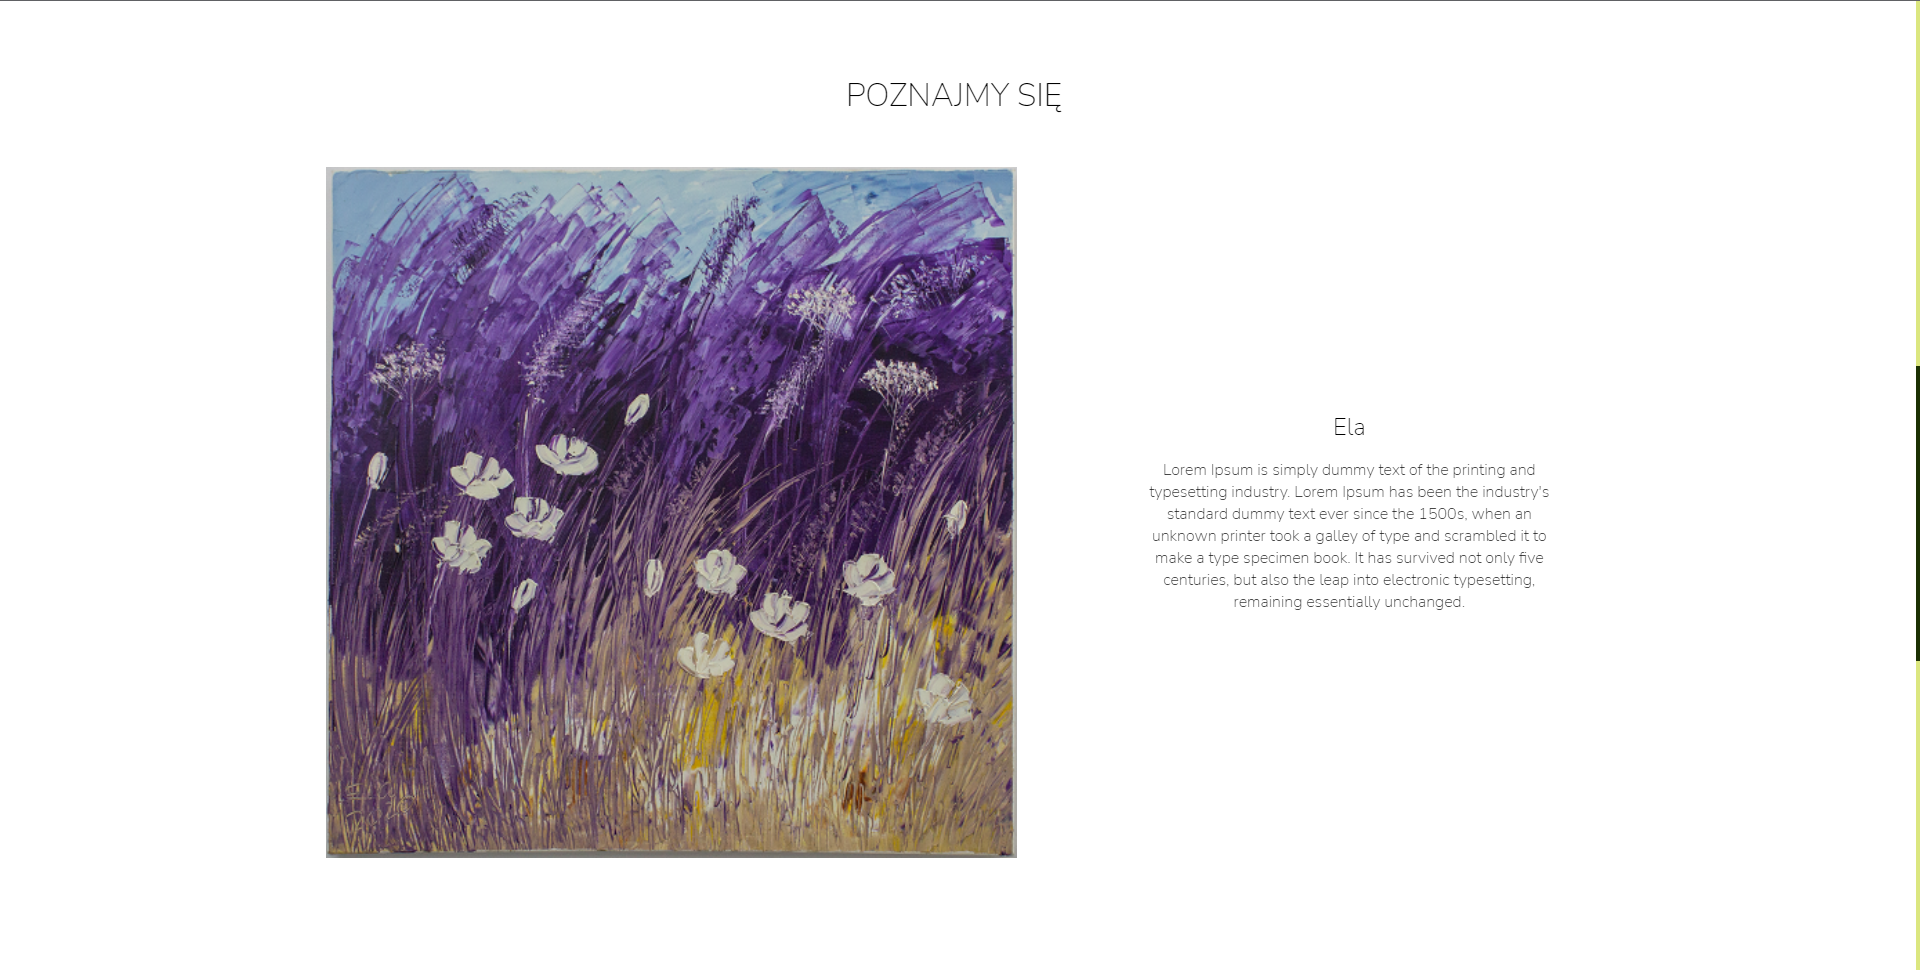 POZNAJMY SIĘ
Ela
Lorem Ipsum is simply dummy text of the printing and
typesetting industry. Lorem Ipsum has been the industry's
standard dummy text ever since the 1500s, when an
unknown printer took a galley of type and scrambled it to
make a type specimen book. It has survived not only five
centuries, but also the leap into electronic typesetting,
remaining essentially unchanged.